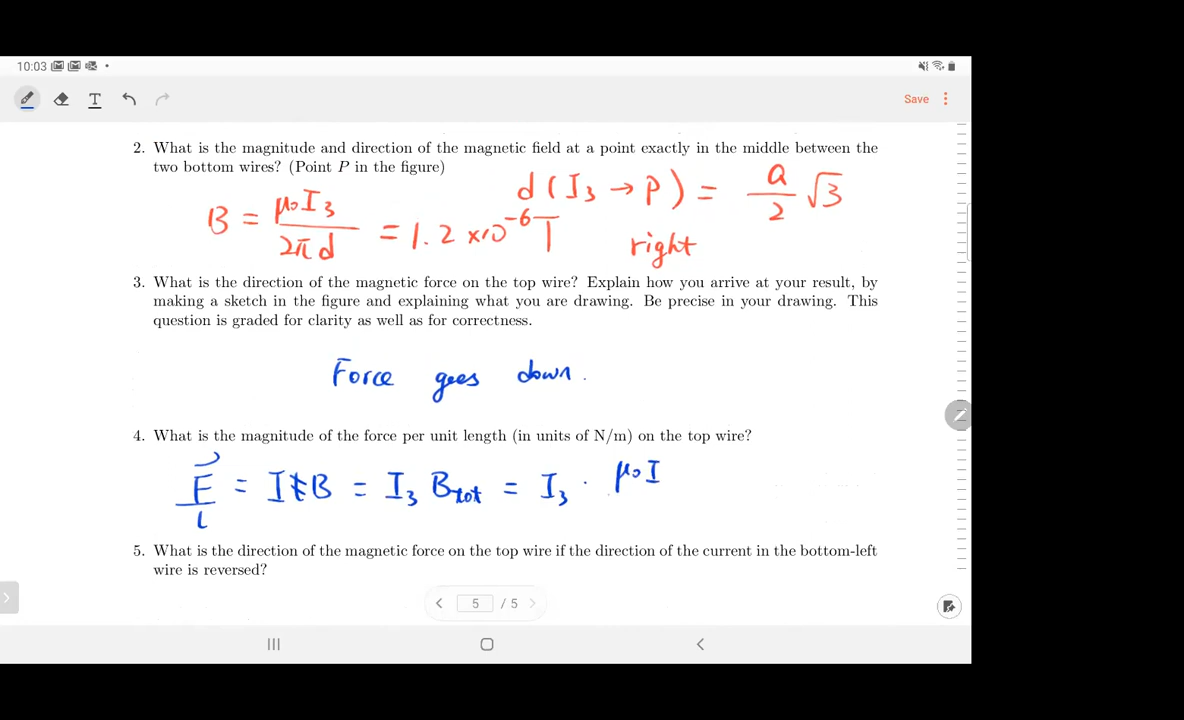 10:03
T
Save
2. What is the magnitude and direction of the magnetic field at a point exactly in the middle between the
two bottom wires? (Point P in the figure)
d ( I₃ → P ) = a/2 √3
B = μ₀I₃ / 2πd = 1.2 ×10⁻⁶ T right
3. What is the direction of the magnetic force on the top wire? Explain how you arrive at your result, by
making a sketch in the figure and explaining what you are drawing. Be precise in your drawing. This
question is graded for clarity as well as for correctness.
Force goes down.
4. What is the magnitude of the force per unit length (in units of N/m) on the top wire?
F/L = I B = I₃ Btot = I₃ · μ₀I
5. What is the direction of the magnetic force on the top wire if the direction of the current in the bottom-left
wire is reversed?
5 / 5